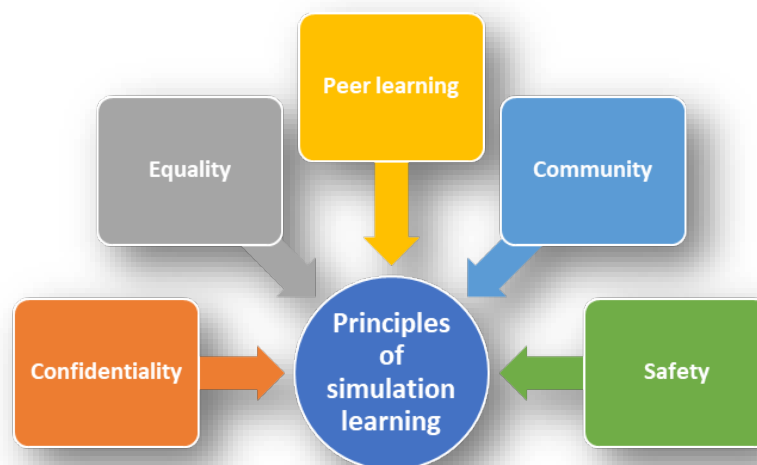 Peer learning
Equality
Community
Confidentiality
Principles
of
simulation
learning
Safety